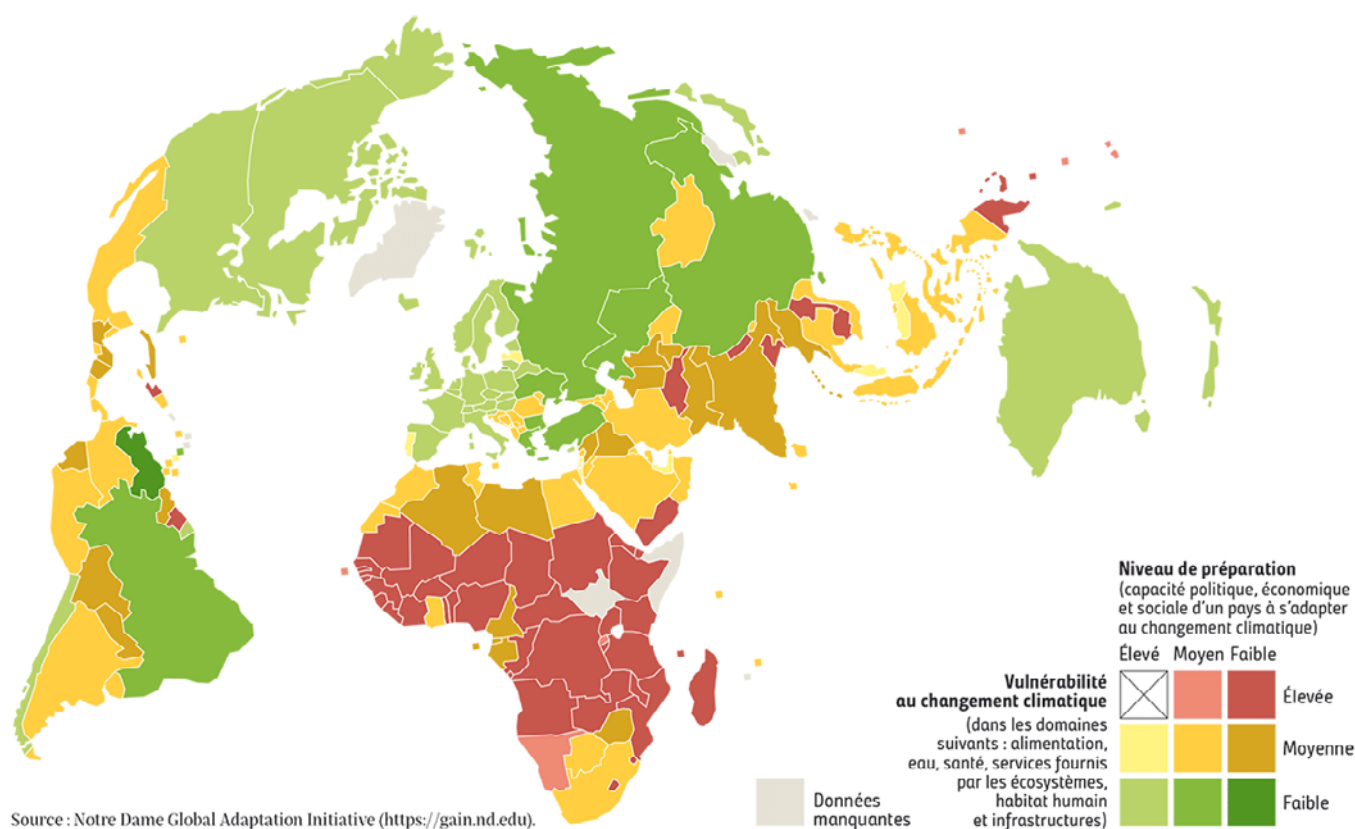 Niveau de préparation
(capacité politique, économique
et sociale d'un pays à s'adapter
au changement climatique)
Élevé Moyen Faible
Vulnérabilité
au changement climatique
(dans les domaines
suivants : alimentation,
eau, santé, services fournis
par les écosystèmes,
habitat humain
et infrastructures)
Élevée
Moyenne
Faible
Données
manquantes
Source : Notre Dame Global Adaptation Initiative (https://gain.nd.edu).